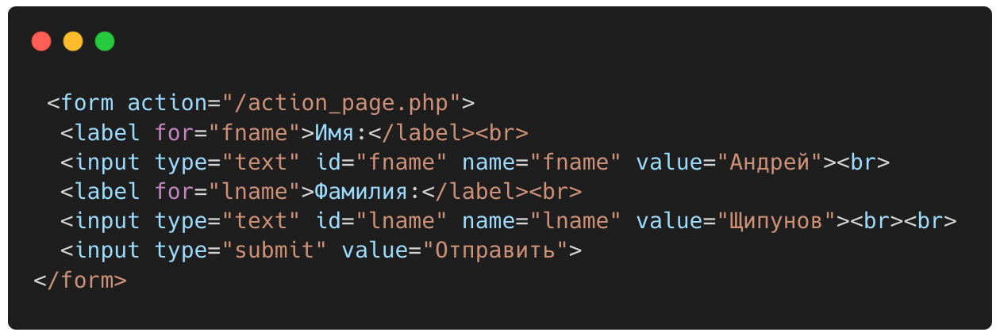 <form action="/action_page.php">
<label for="fname">Имя:</label><br>
<input type="text" id="fname" name="fname" value="Андрей"><br>
<label for="lname">Фамилия:</label><br>
<input type="text" id="lname" name="lname" value="Щипунов"><br><br>
<input type="submit" value="Отправить">
</form>